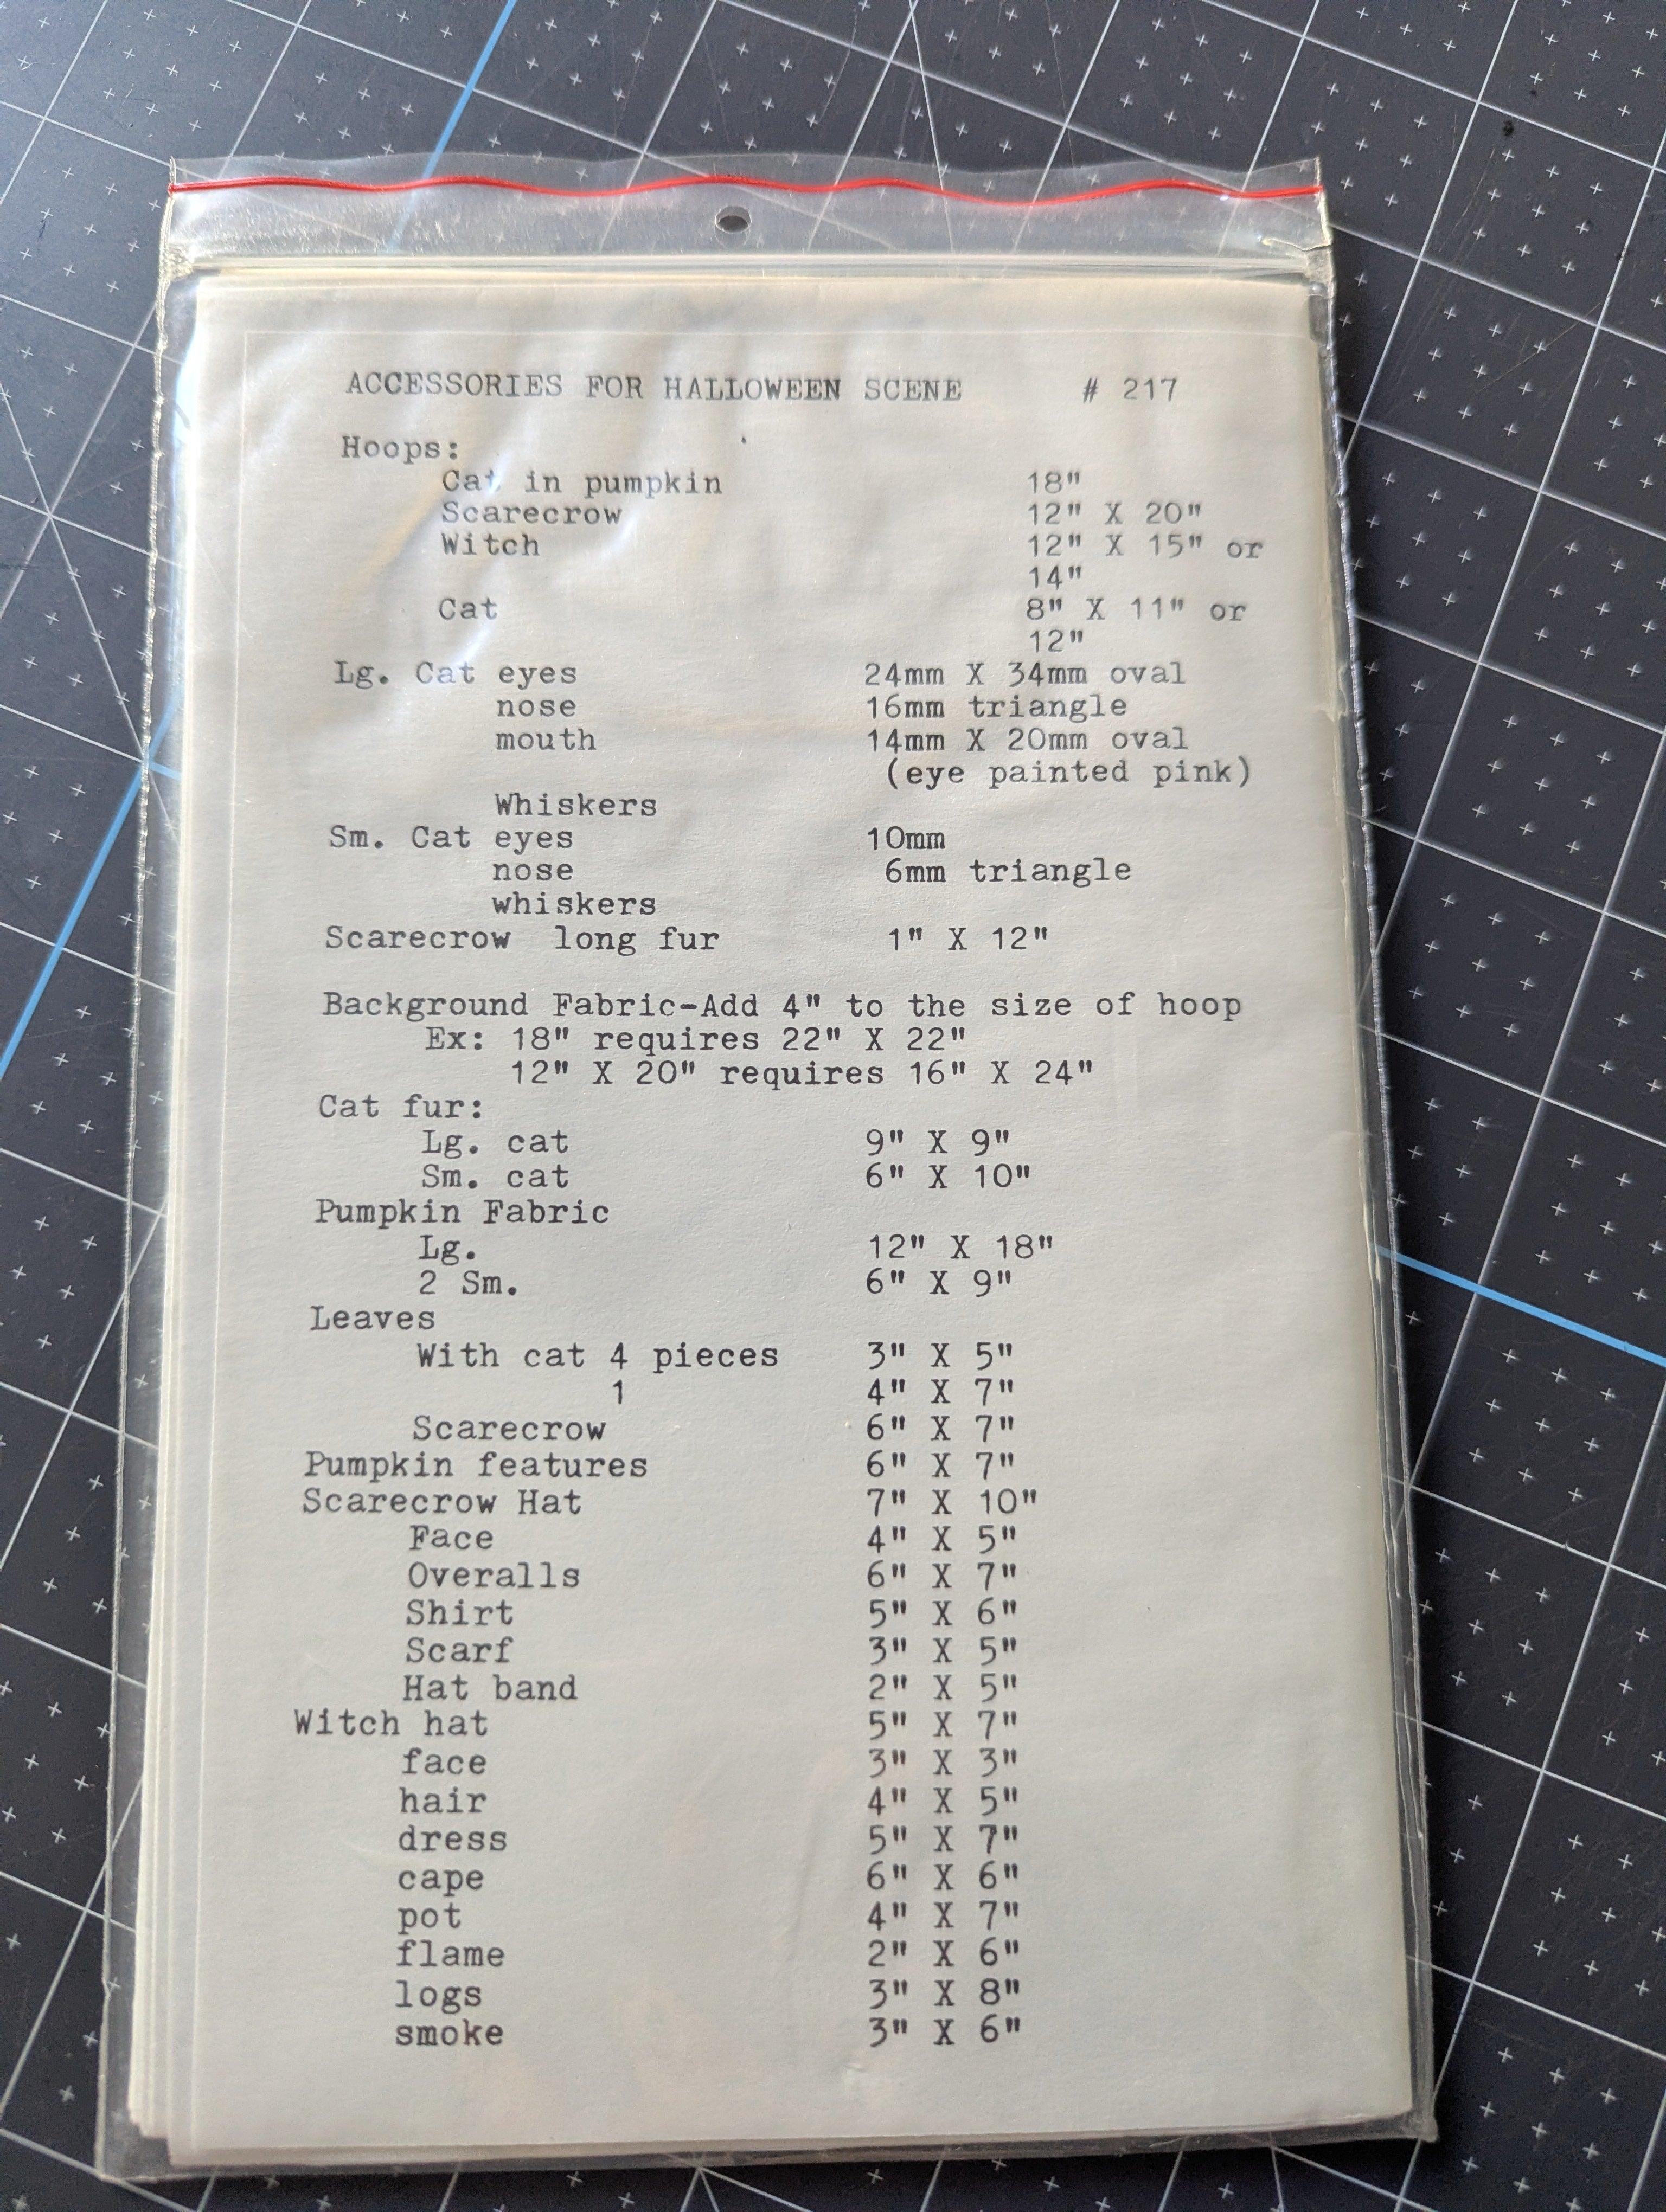 ACCESSORIES FOR HALLOWEEN SCENE # 217
Hoops:
Cat in pumpkin 18"
Scarecrow 12" X 20"
Witch 12" X 15" or
14"
Cat 8" X 11" or
12"
Lg. Cat eyes 24mm X 34mm oval
nose 16mm triangle
mouth 14mm X 20mm oval
(eye painted pink)
Whiskers
Sm. Cat eyes 10mm
nose 6mm triangle
whiskers
Scarecrow long fur 1" X 12"
Background Fabric-Add 4" to the size of hoop
Ex: 18" requires 22" X 22"
12" X 20" requires 16" X 24"
Cat fur:
Lg. cat 9" X 9"
Sm. cat 6" X 10"
Pumpkin Fabric
Lg. 12" X 18"
2 Sm. 6" X 9"
Leaves
With cat 4 pieces 3" X 5"
1 4" X 7"
Scarecrow 6" X 7"
Pumpkin features 6" X 7"
Scarecrow Hat 7" X 10"
Face 4" X 5"
Overalls 6" X 7"
Shirt 5" X 6"
Scarf 3" X 5"
Hat band 2" X 5"
Witch hat 5" X 7"
face 3" X 3"
hair 4" X 5"
dress 5" X 7"
cape 6" X 6"
pot 4" X 7"
flame 2" X 6"
logs 3" X 8"
smoke 3" X 6"